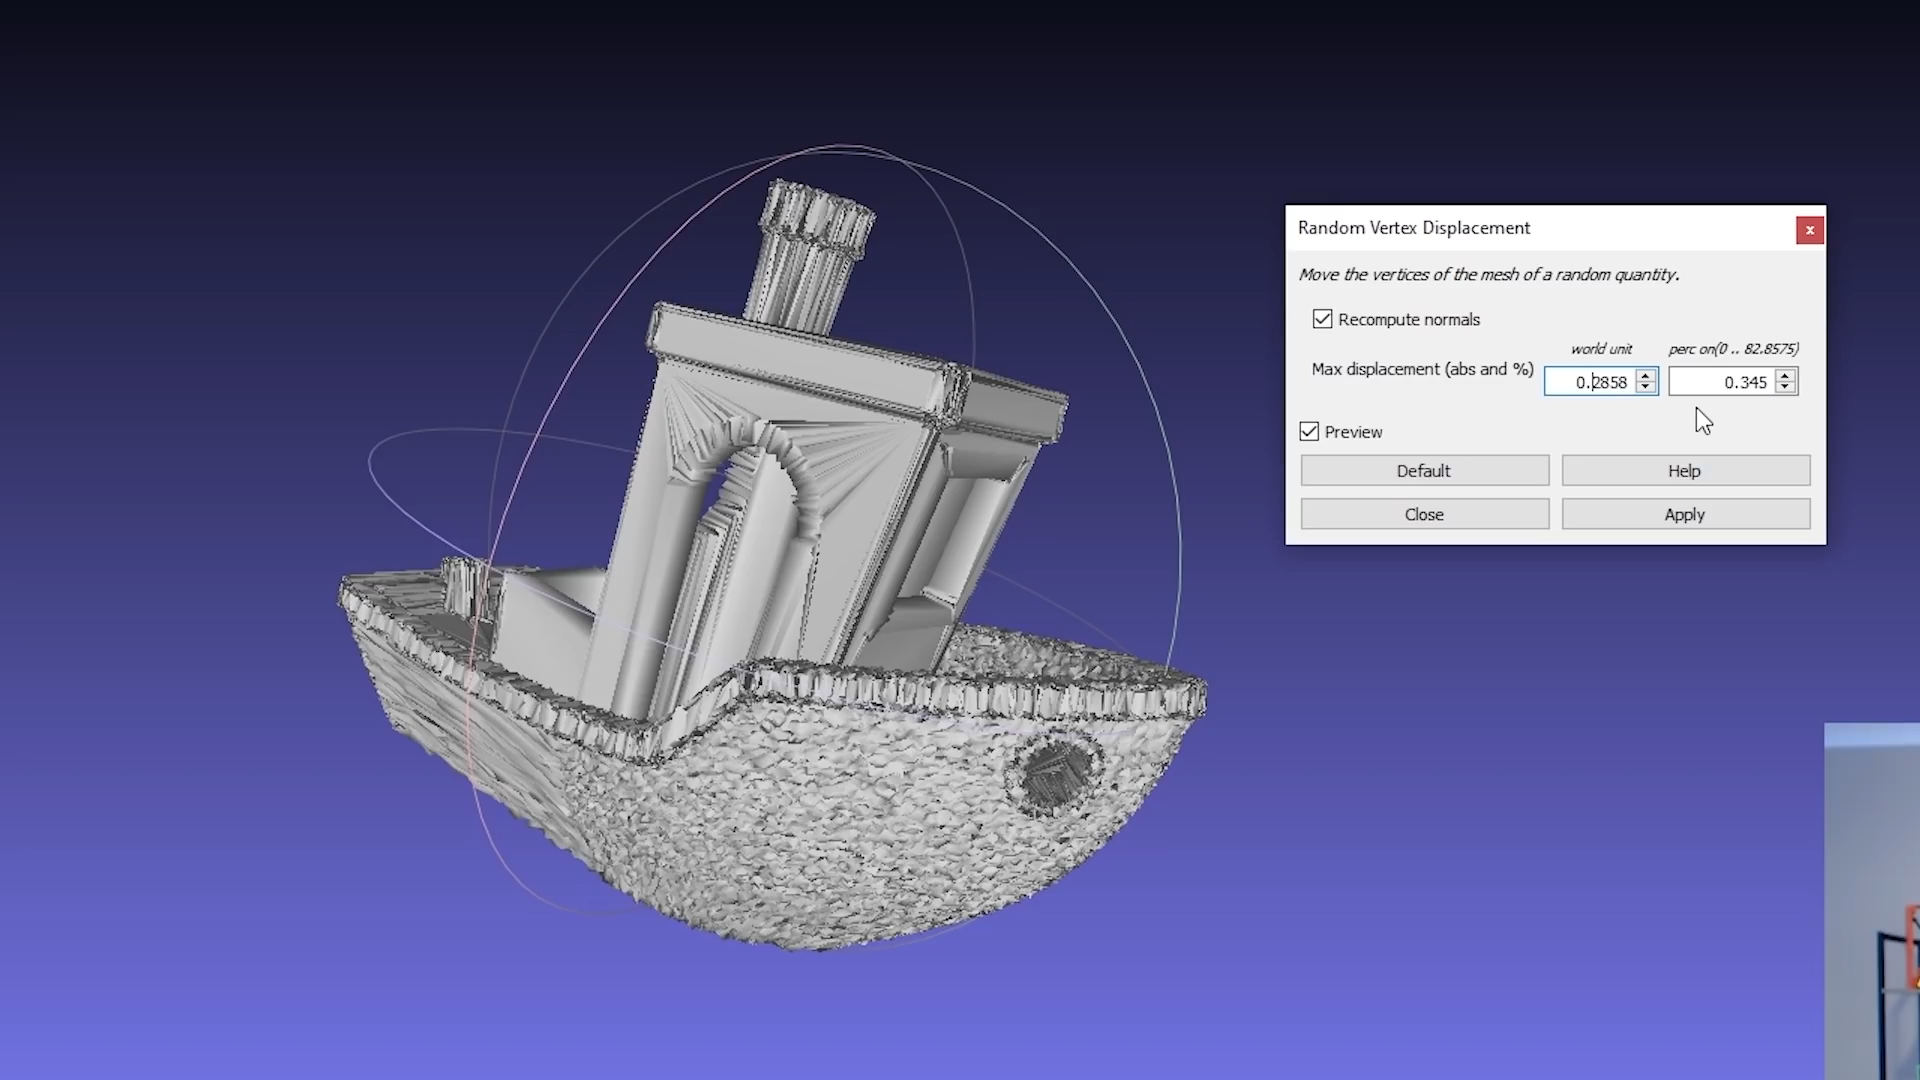 Random Vertex Displacement
x
Move the vertices of the mesh of a random quantity.
Recompute normals
world unit perc on(0 .. 82.8575)
Max displacement (abs and %) 0.2858 0.345
Preview
Default Help
Close Apply